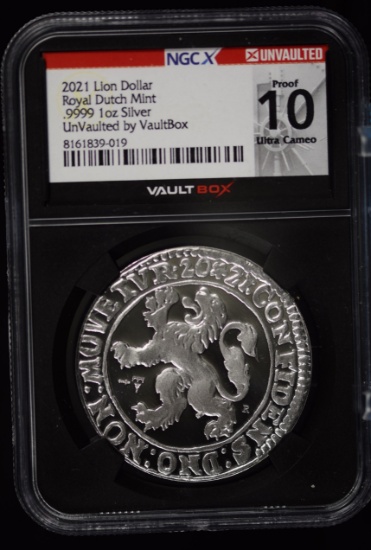 NGCX
UNVAULTED
2021 Lion Dollar
Royal Dutch Mint
.9999 1oz Silver
UnVaulted by VaultBox
8161839-019
Proof
10
Ultra Cameo
VAULTBOX
CONFIDENS·DNO·NON·MOVETVR·2021·